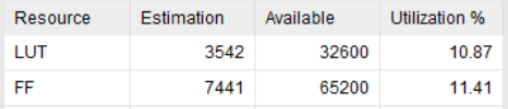 Resource Estimation Available Utilization %
LUT 3542 32600 10.87
FF 7441 65200 11.41